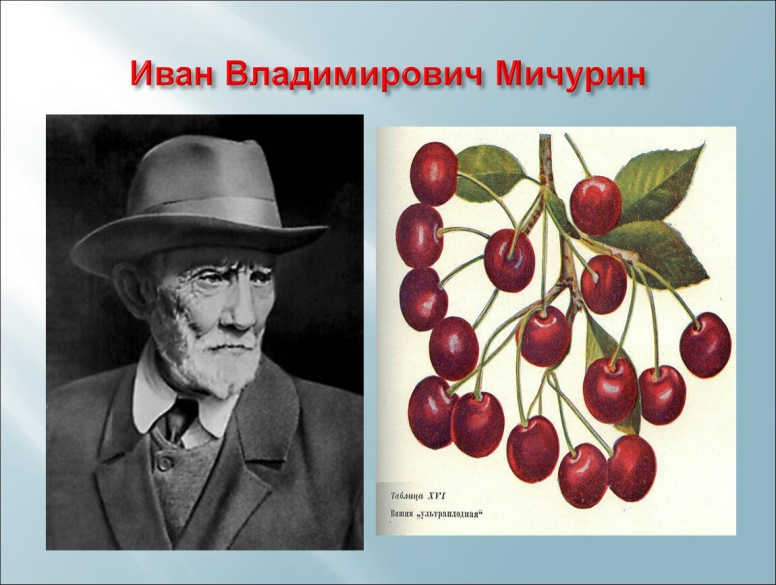 Иван Владимирович Мичурин
Таблица XVI
Вишня „ультраплодная“